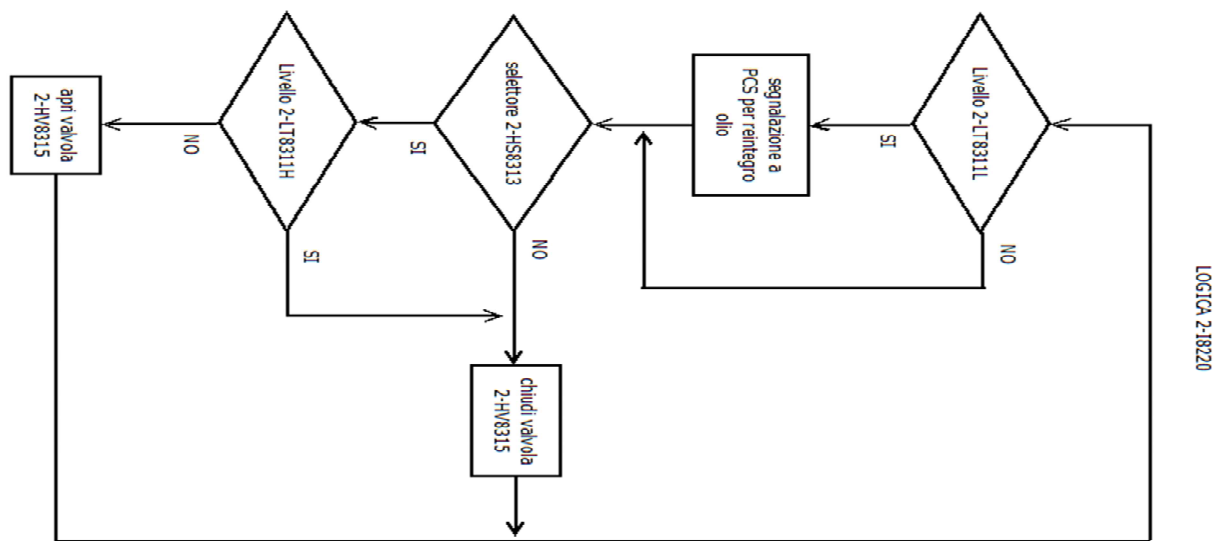 LOGICA 2-I8220
Livello 2-LT8311L
SI
NO
segnalazione a
PCS per reintegro
olio
selettore 2-HS8313
SI
NO
Livello 2-LT8311H
NO
SI
chiudi valvola
2-HV8315
apri valvola
2-HV8315